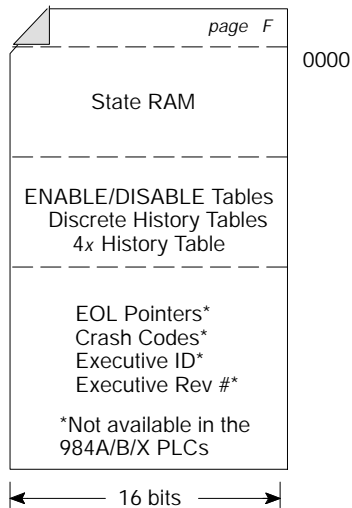 page F
0000
State RAM
ENABLE/DISABLE Tables
Discrete History Tables
4x History Table
EOL Pointers*
Crash Codes*
Executive ID*
Executive Rev #*
*Not available in the
984A/B/X PLCs
16 bits